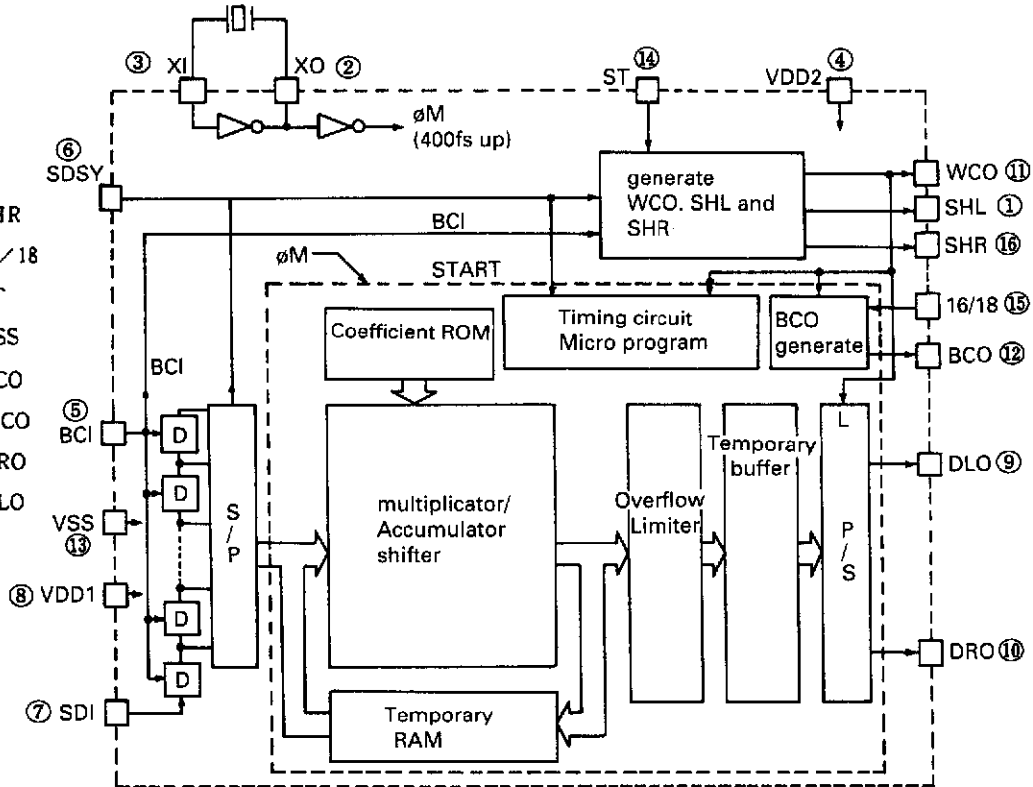 ③ XI
XO ②
⑭
ST
④
VDD2
øM
(400fs up)
⑥
SDSY
generate
WCO. SHL and
SHR
WCO ⑪
SHL ①
SHR ⑯
BCI
øM
START
/18
SS
CO
CO
RO
LO
Coefficient ROM
Timing circuit
Micro program
BCO
generate
16/18 ⑮
BCO ⑫
BCI
⑤
BCI
D
D
D
D
S/P
VSS
⑬
⑧ VDD1
⑦ SDI
multiplicator/
Accumulator
shifter
Overflow
Limiter
Temporary
buffer
L
P/S
DLO ⑨
DRO ⑩
Temporary
RAM